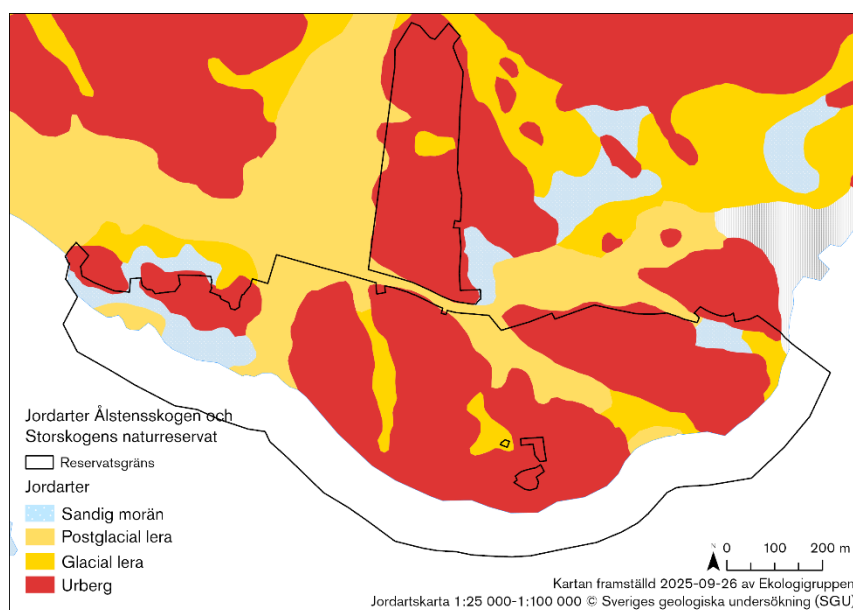 Jordarter Ålstensskogen och
Storskogens naturreservat
Reservatsgräns
Jordarter
Sandig morän
Postglacial lera
Glacial lera
Urberg
N
0 100 200 m
Kartan framställd 2025-09-26 av Ekologigruppen
Jordartskarta 1:25 000-1:100 000 © Sveriges geologiska undersökning (SGU)